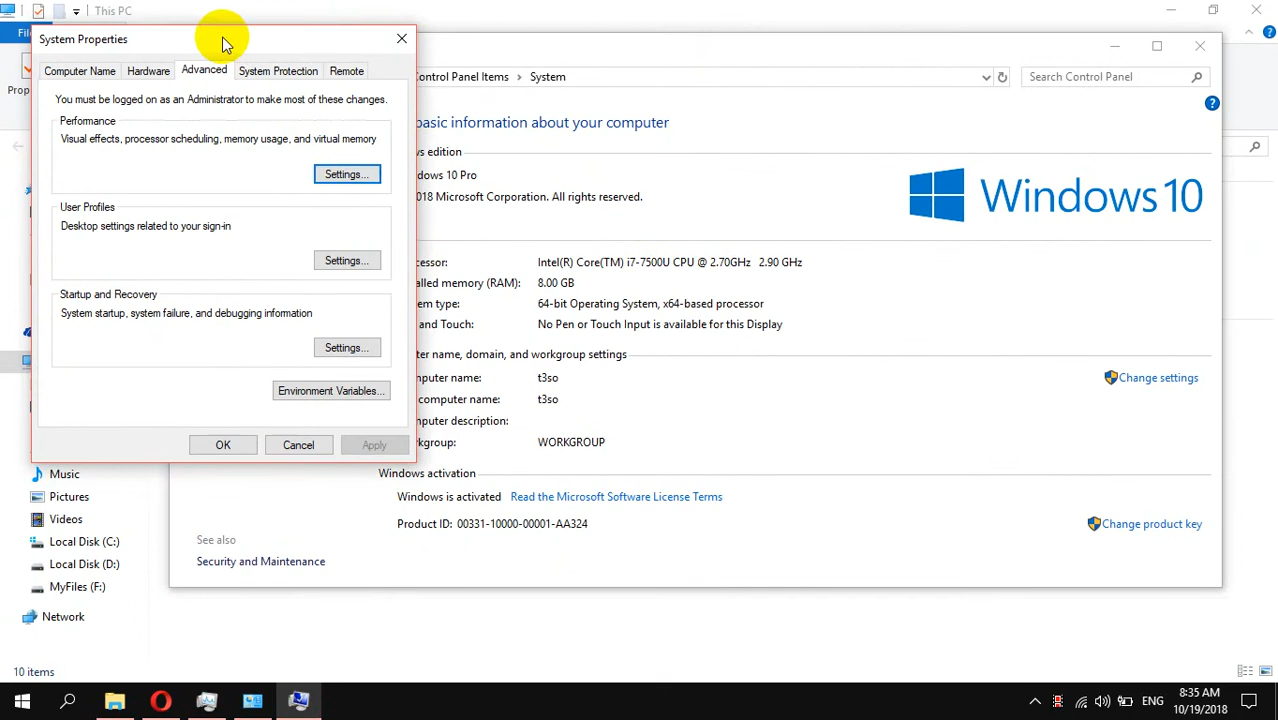 This PC
Fil
Prop
System Properties
Computer Name
Hardware
Advanced
System Protection
Remote
You must be logged on as an Administrator to make most of these changes.
Performance
Visual effects, processor scheduling, memory usage, and virtual memory
Settings...
User Profiles
Desktop settings related to your sign-in
Settings...
Startup and Recovery
System startup, system failure, and debugging information
Settings...
Environment Variables...
OK
Cancel
Apply
ontrol Panel Items > System
Search Control Panel
basic information about your computer
ws edition
ndows 10 Pro
018 Microsoft Corporation. All rights reserved.
Windows 10
cessor: Intel(R) Core(TM) i7-7500U CPU @ 2.70GHz 2.90 GHz
alled memory (RAM): 8.00 GB
tem type: 64-bit Operating System, x64-based processor
and Touch: No Pen or Touch Input is available for this Display
ter name, domain, and workgroup settings
mputer name: t3so
computer name: t3so
mputer description:
rkgroup: WORKGROUP
Change settings
Windows activation
Windows is activated Read the Microsoft Software License Terms
Product ID: 00331-10000-00001-AA324
Change product key
See also
Security and Maintenance
Music
Pictures
Videos
Local Disk (C:)
Local Disk (D:)
MyFiles (F:)
Network
10 items
ENG
8:35 AM
10/19/2018